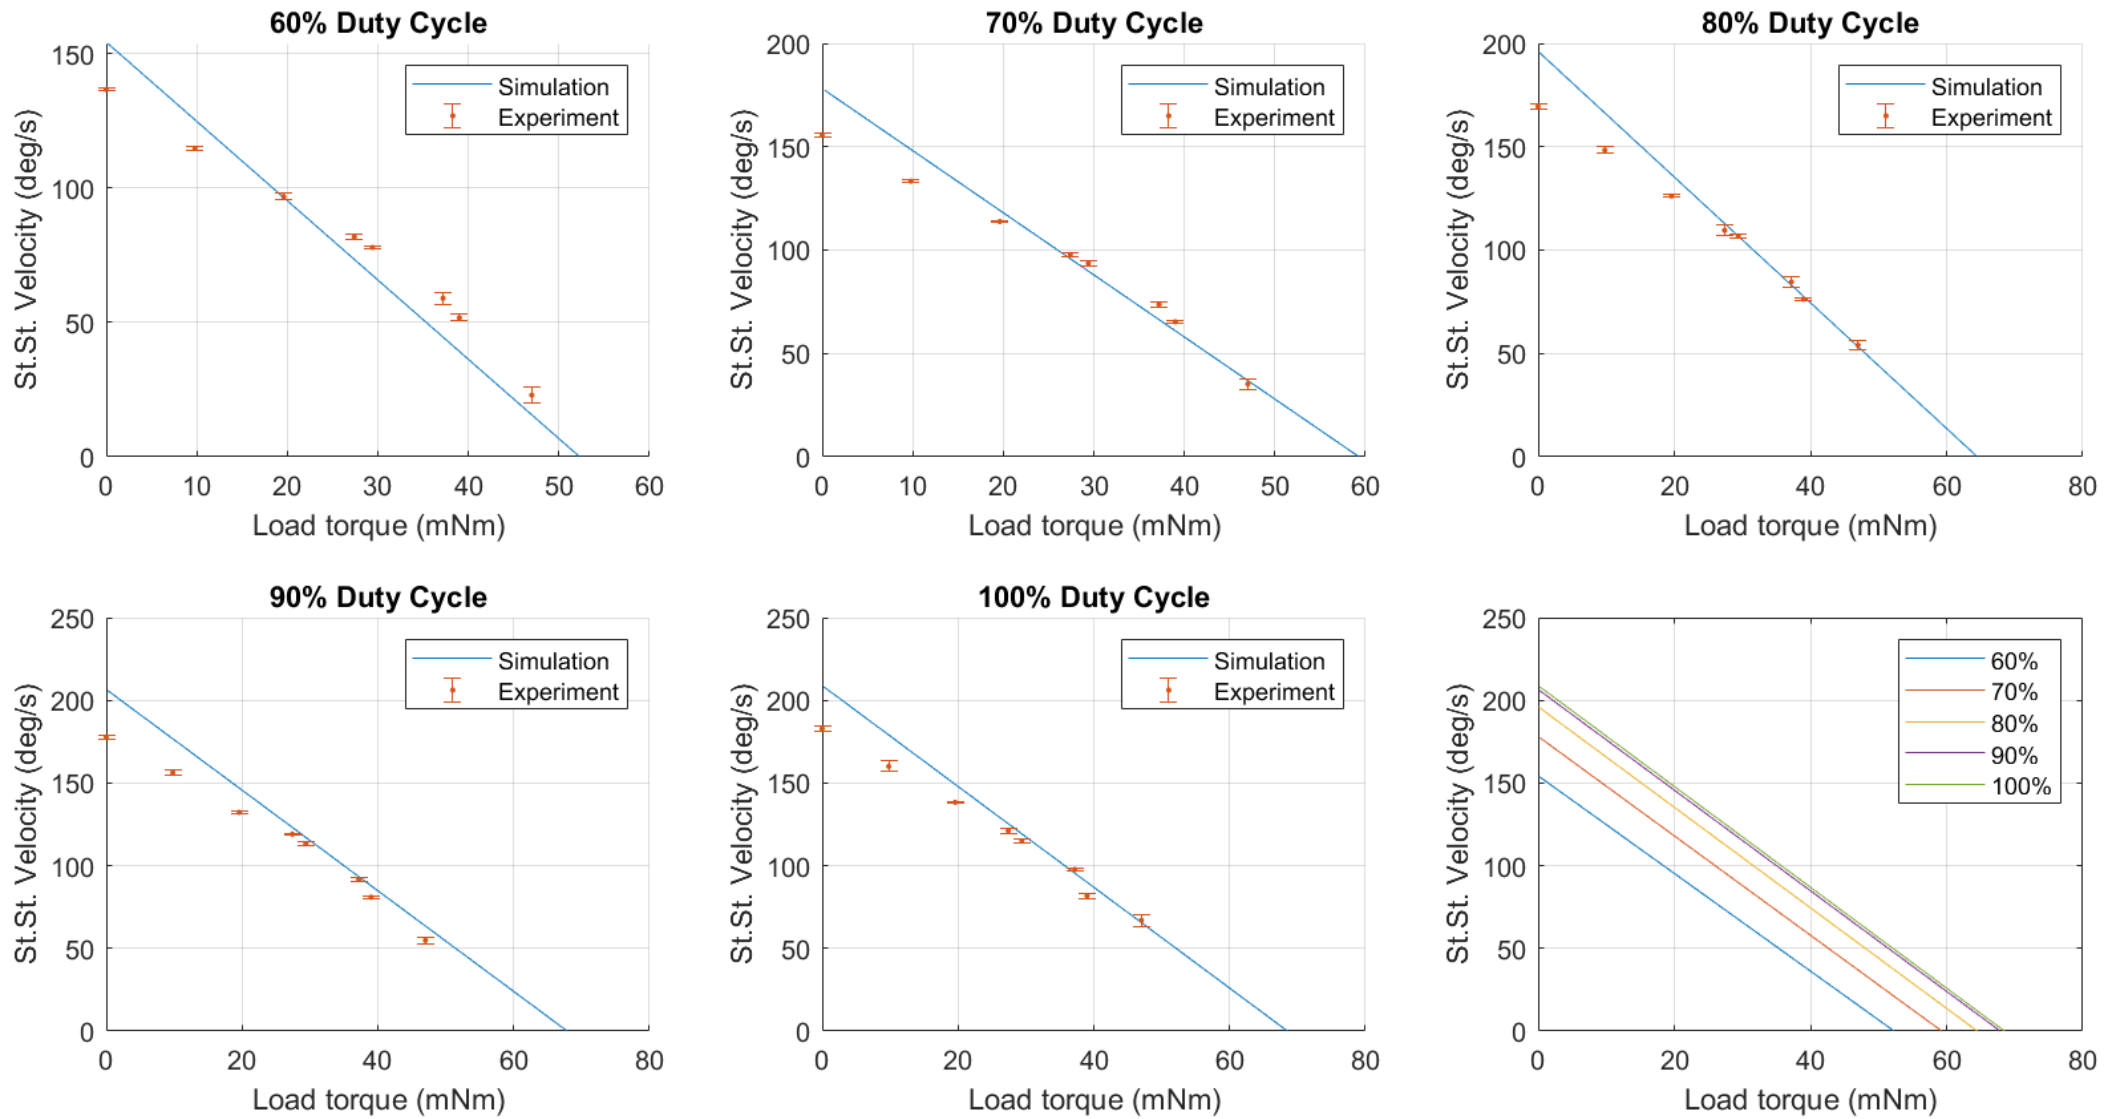 60% Duty Cycle
150
100
50
0
0 10 20 30 40 50 60
St.St. Velocity (deg/s)
Load torque (mNm)
Simulation
Experiment
70% Duty Cycle
200
150
100
50
0
0 10 20 30 40 50 60
St.St. Velocity (deg/s)
Load torque (mNm)
Simulation
Experiment
80% Duty Cycle
200
150
100
50
0
0 20 40 60 80
St.St. Velocity (deg/s)
Load torque (mNm)
Simulation
Experiment
90% Duty Cycle
250
200
150
100
50
0
0 20 40 60 80
St.St. Velocity (deg/s)
Load torque (mNm)
Simulation
Experiment
100% Duty Cycle
250
200
150
100
50
0
0 20 40 60 80
St.St. Velocity (deg/s)
Load torque (mNm)
Simulation
Experiment
250
200
150
100
50
0
0 20 40 60 80
St.St. Velocity (deg/s)
Load torque (mNm)
60%
70%
80%
90%
100%